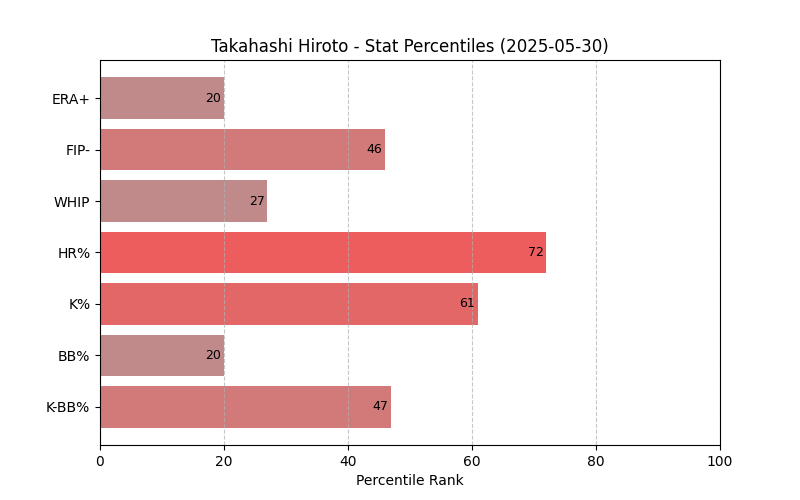 Takahashi Hiroto - Stat Percentiles (2025-05-30)
ERA+ 20
FIP- 46
WHIP 27
HR% 72
K% 61
BB% 20
K-BB% 47
0 20 40 60 80 100
Percentile Rank